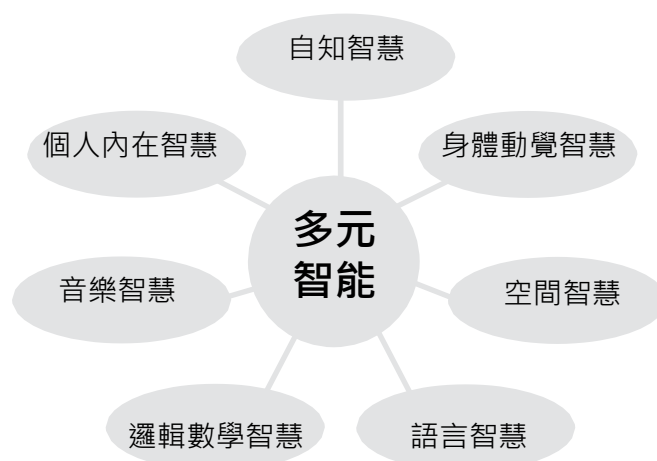 自知智慧
個人內在智慧
身體動覺智慧
多元
智能
音樂智慧
空間智慧
邏輯數學智慧
語言智慧